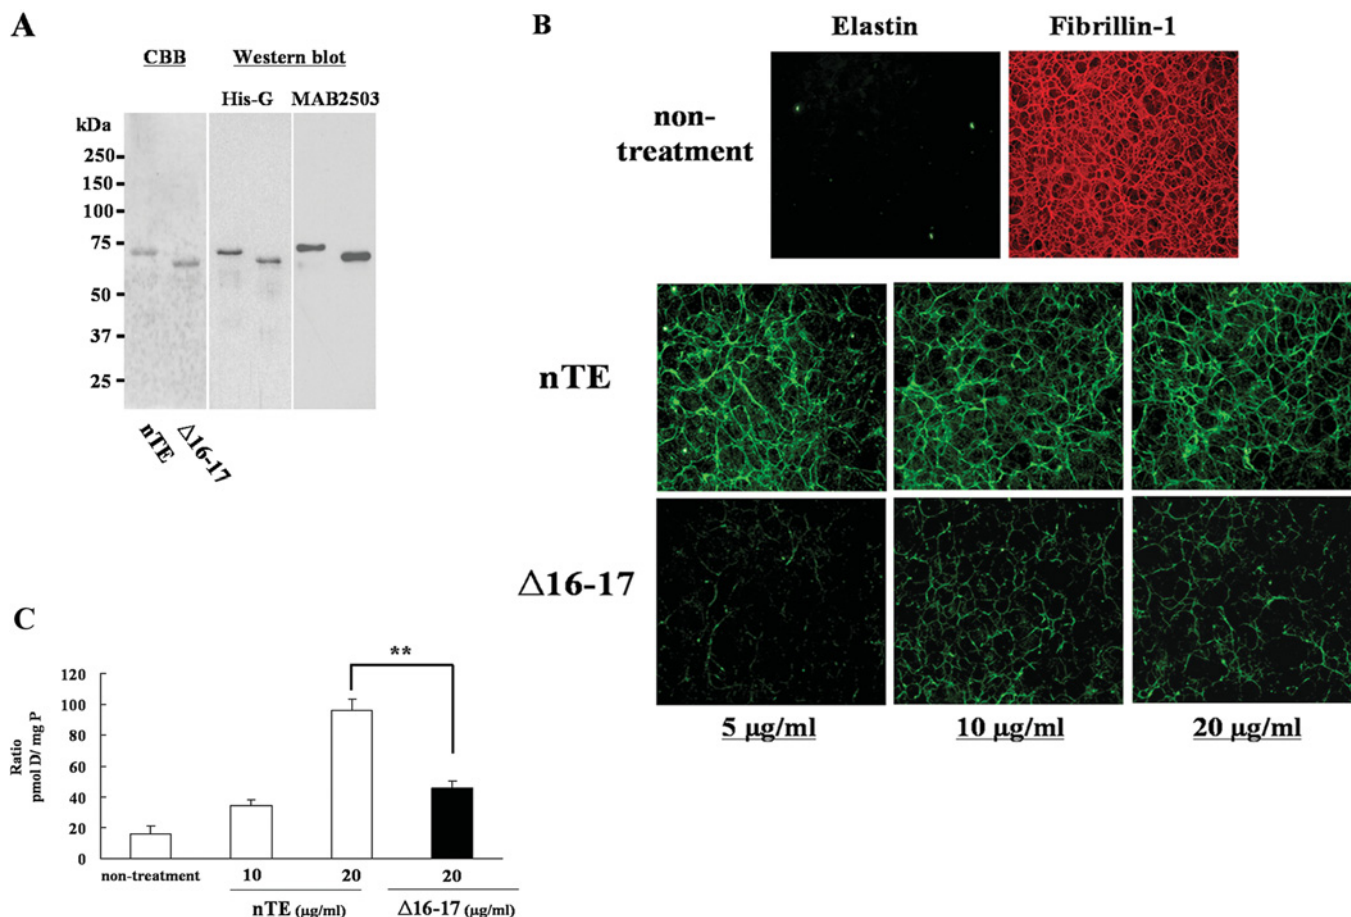 A
CBB
Western blot
His-G
MAB2503
kDa
250
150
100
75
50
37
25
nTE
Δ16-17
B
Elastin
Fibrillin-1
non-
treatment
nTE
Δ16-17
5 µg/ml
10 µg/ml
20 µg/ml
C
**
Ratio
pmol D/ mg P
120
100
80
60
40
20
0
non-treatment
10
20
20
nTE (µg/ml)
Δ16-17 (µg/ml)